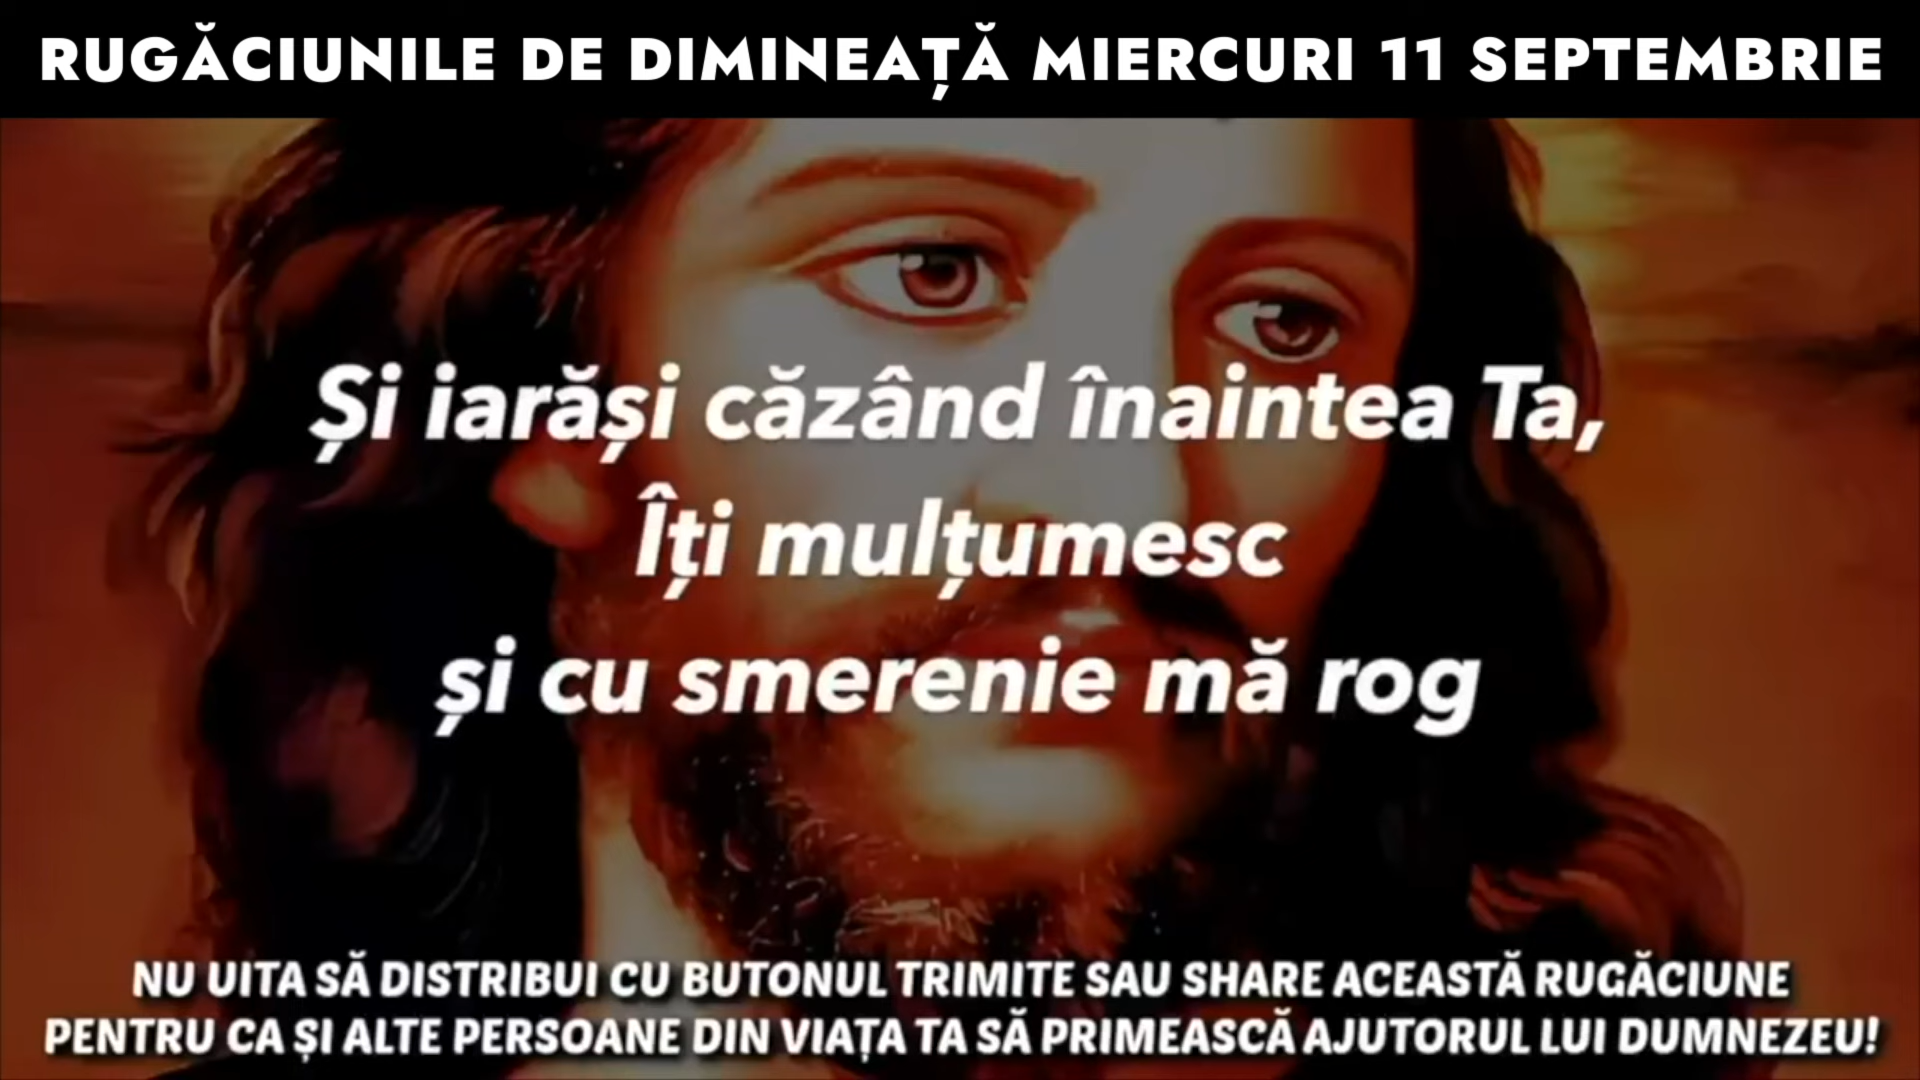 RUGĂCIUNILE DE DIMINEAȚĂ MIERCURI 11 SEPTEMBRIE
Și iarăși căzând înaintea Ta,
Îți mulțumesc
și cu smerenie mă rog
NU UITA SĂ DISTRIBUI CU BUTONUL TRIMITE SAU SHARE ACEASTĂ RUGĂCIUNE
PENTRU CA ȘI ALTE PERSOANE DIN VIAȚA TA SĂ PRIMEASCĂ AJUTORUL LUI DUMNEZEU!